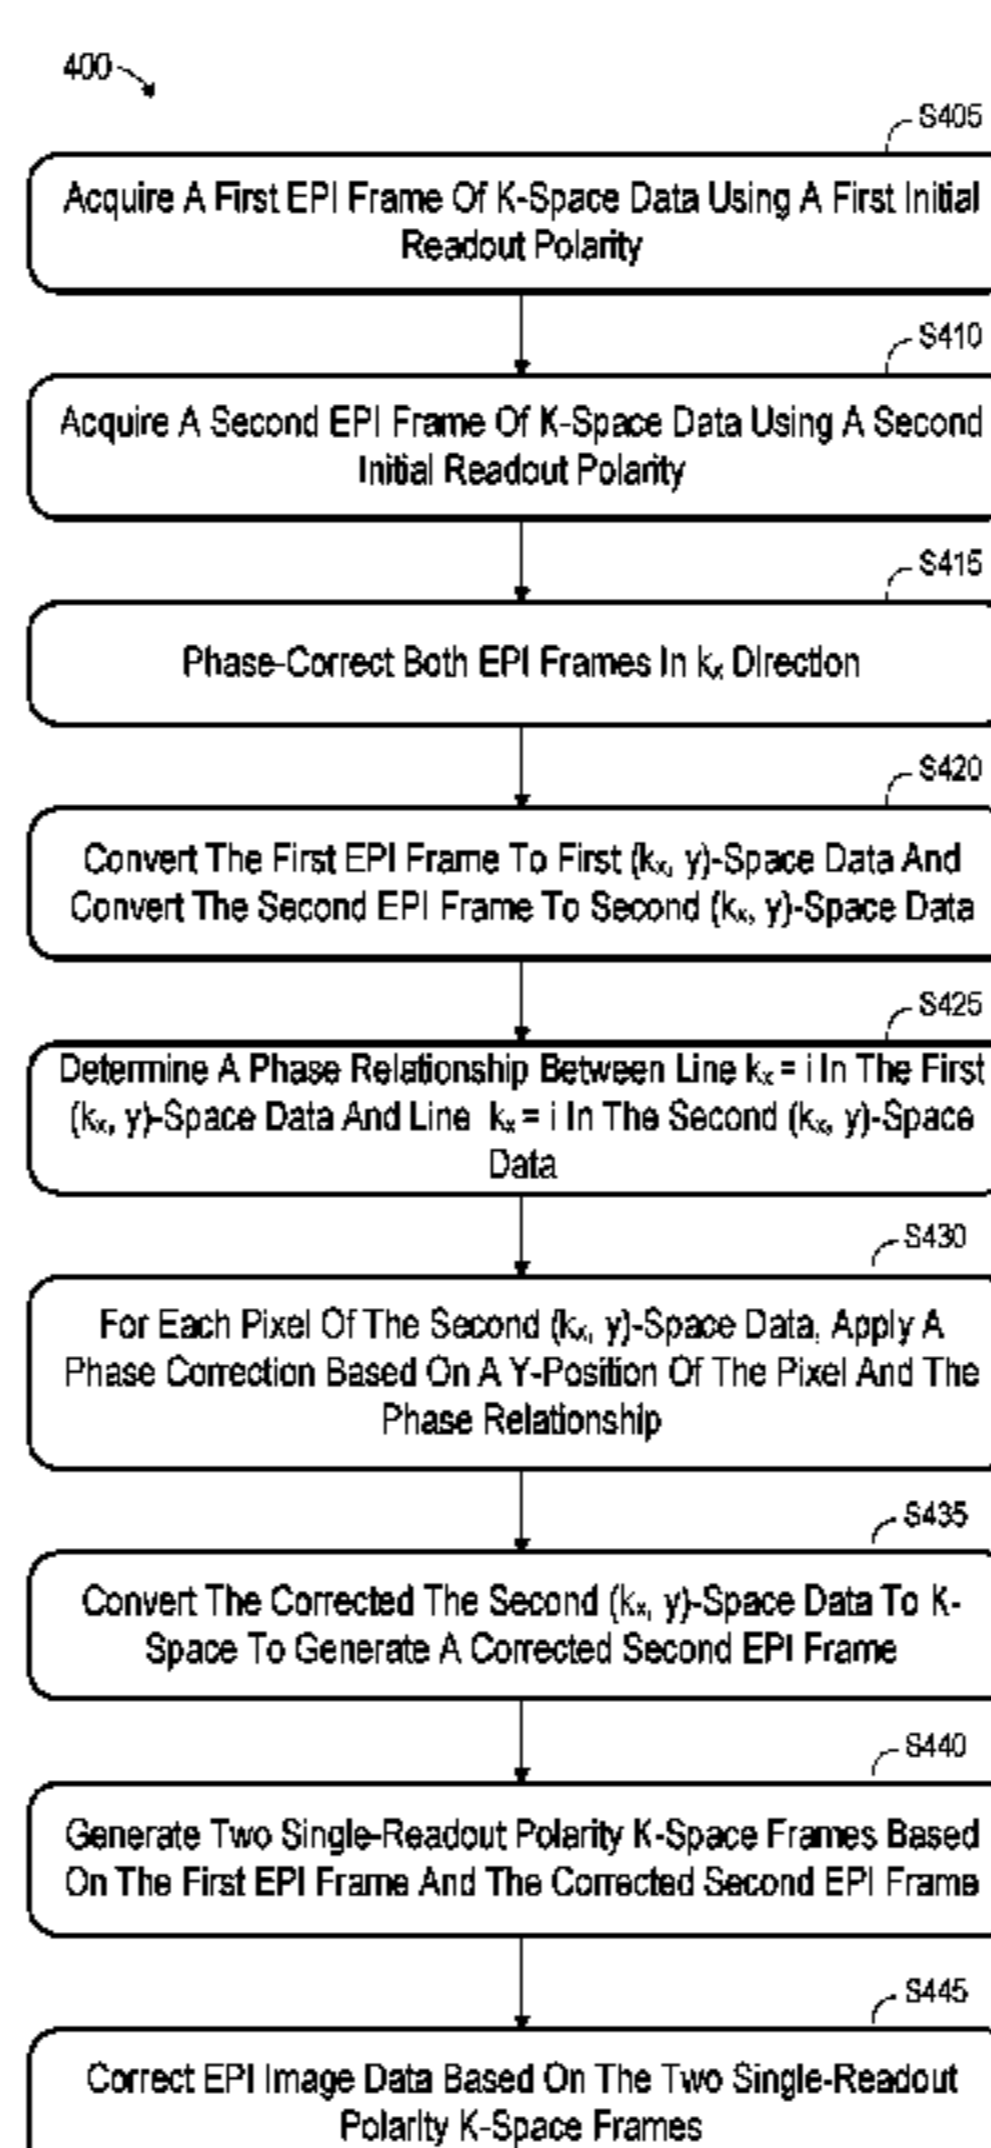 400
S405
Acquire A First EPI Frame Of K-Space Data Using A First Initial
Readout Polarity
S410
Acquire A Second EPI Frame Of K-Space Data Using A Second
Initial Readout Polarity
S415
Phase-Correct Both EPI Frames In kₓ Direction
S420
Convert The First EPI Frame To First (kₓ, y)-Space Data And
Convert The Second EPI Frame To Second (kₓ, y)-Space Data
S425
Determine A Phase Relationship Between Line kₓ = i In The First
(kₓ, y)-Space Data And Line kₓ = i In The Second (kₓ, y)-Space
Data
S430
For Each Pixel Of The Second (kₓ, y)-Space Data, Apply A
Phase Correction Based On A Y-Position Of The Pixel And The
Phase Relationship
S435
Convert The Corrected The Second (kₓ, y)-Space Data To K-
Space To Generate A Corrected Second EPI Frame
S440
Generate Two Single-Readout Polarity K-Space Frames Based
On The First EPI Frame And The Corrected Second EPI Frame
S445
Correct EPI Image Data Based On The Two Single-Readout
Polarity K-Space Frames